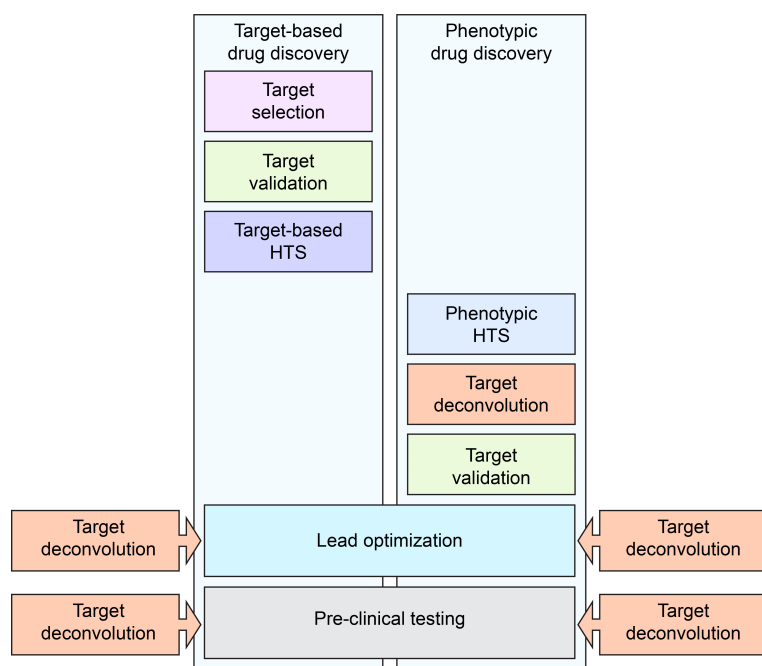 Target-based
drug discovery
Phenotypic
drug discovery
Target
selection
Target
validation
Target-based
HTS
Phenotypic
HTS
Target
deconvolution
Target
validation
Target
deconvolution
Lead optimization
Target
deconvolution
Target
deconvolution
Pre-clinical testing
Target
deconvolution